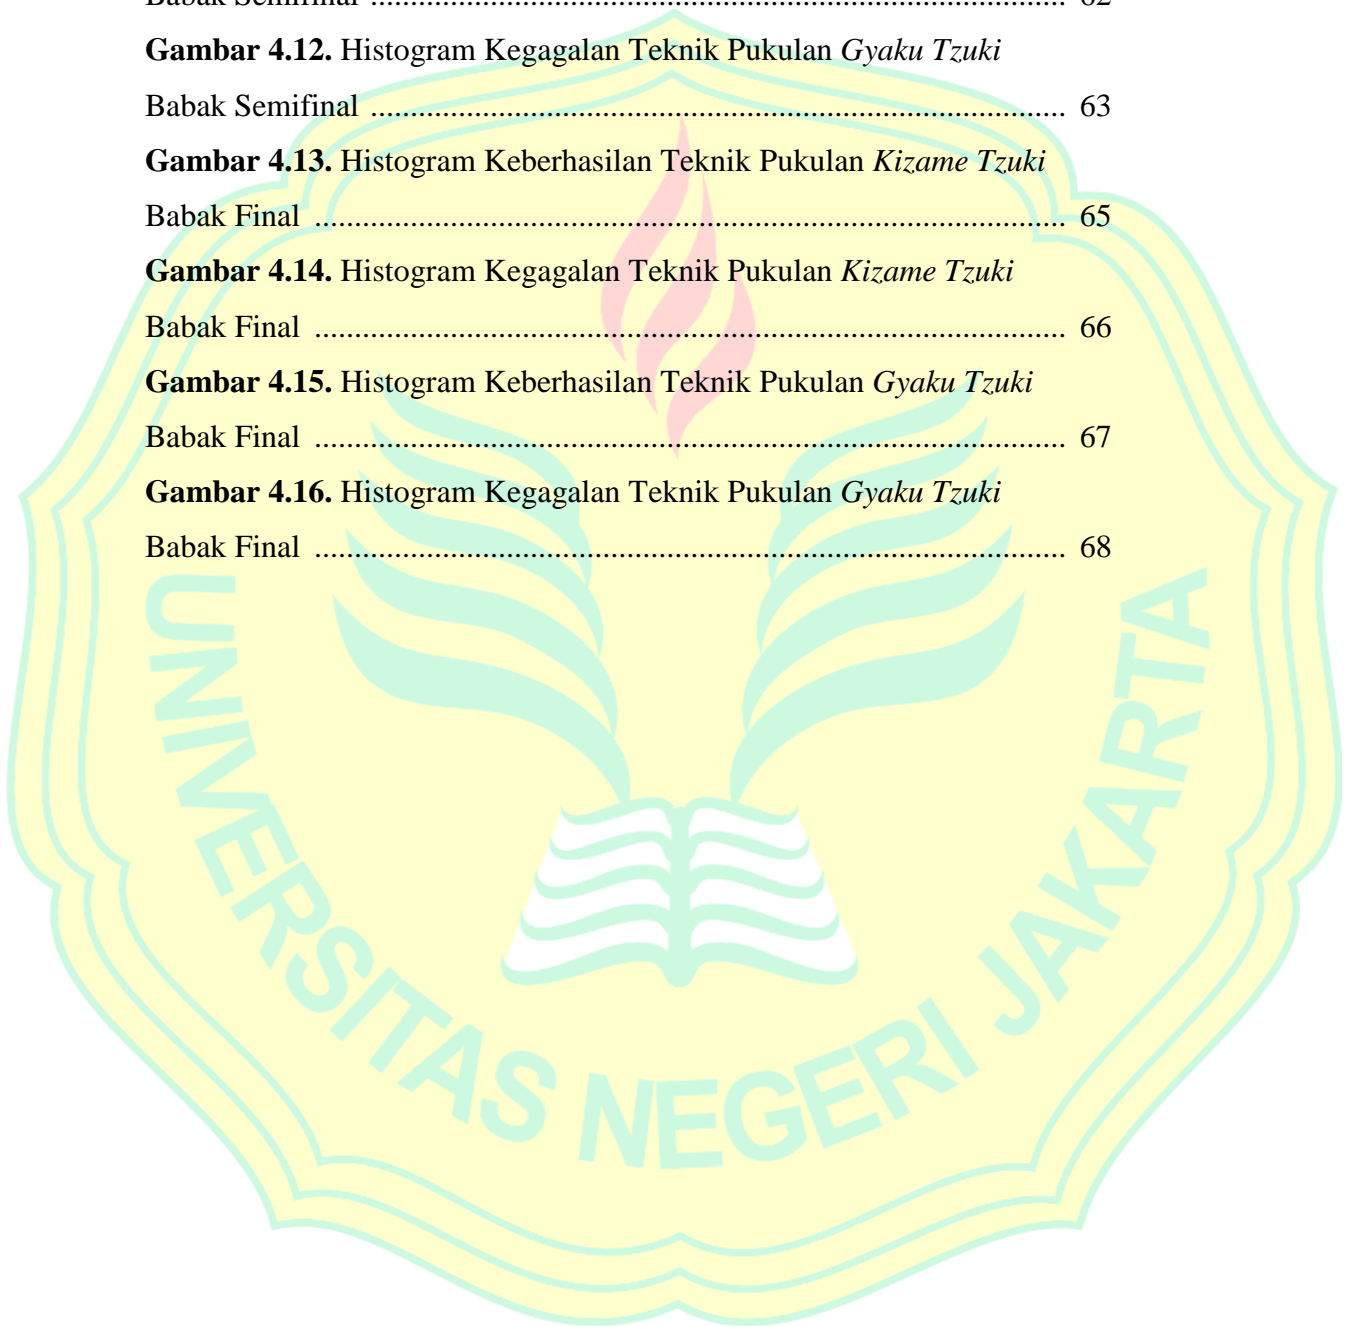 Babak Semifinal ........................................................................................ 62
Gambar 4.12. Histogram Kegagalan Teknik Pukulan Gyaku Tzuki
Babak Semifinal ........................................................................................ 63
Gambar 4.13. Histogram Keberhasilan Teknik Pukulan Kizame Tzuki
Babak Final ............................................................................................... 65
Gambar 4.14. Histogram Kegagalan Teknik Pukulan Kizame Tzuki
Babak Final ............................................................................................... 66
Gambar 4.15. Histogram Keberhasilan Teknik Pukulan Gyaku Tzuki
Babak Final ............................................................................................... 67
Gambar 4.16. Histogram Kegagalan Teknik Pukulan Gyaku Tzuki
Babak Final ............................................................................................... 68
UNIVERSITAS NEGERI JAKARTA